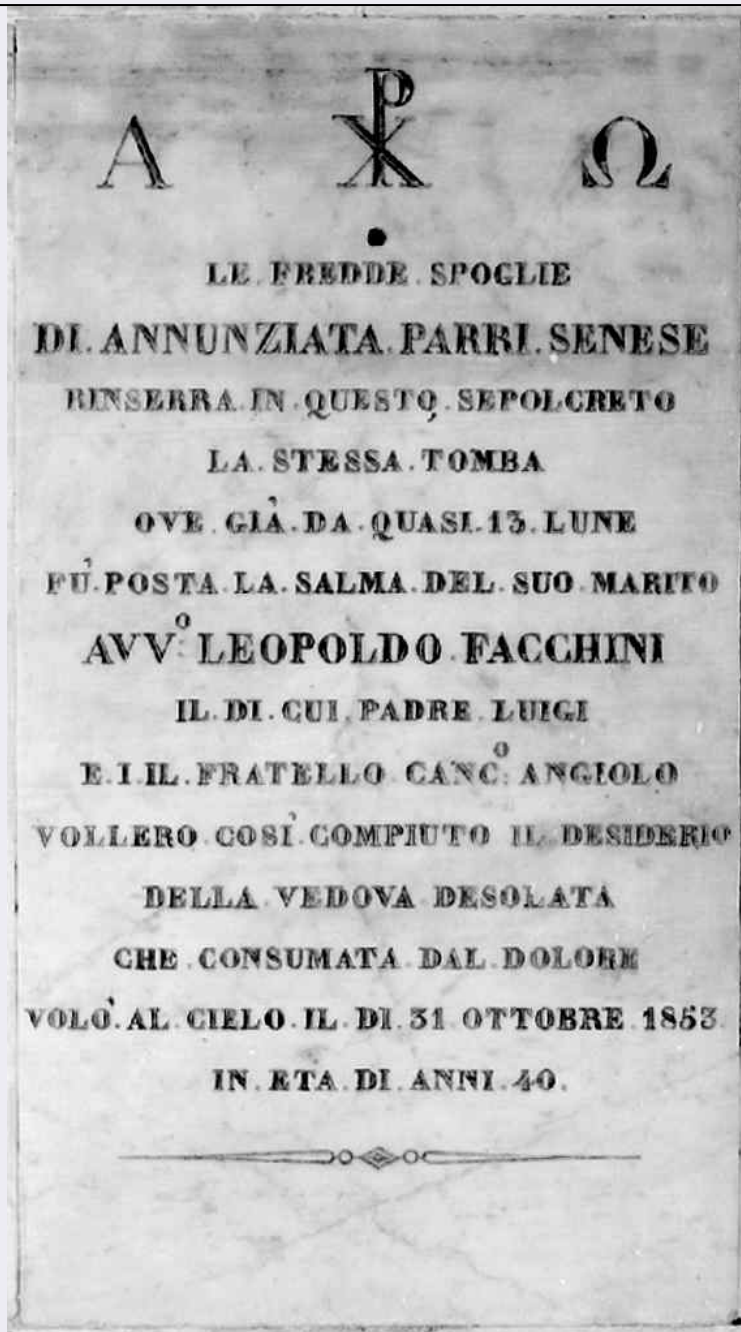 Α ☧ Ω
LE . FREDDE . SPOGLIE
DI . ANNUNZIATA . PARRI . SENESE
RINSERRA . IN . QUESTO . SEPOLCRETO
LA . STESSA . TOMBA
OVE . GIÀ . DA . QUASI . 13 . LUNE
FÙ . POSTA . LA . SALMA . DEL . SUO . MARITO
AVV.º LEOPOLDO . FACCHINI
IL . DI . CUI . PADRE . LUIGI
E . I . IL . FRATELLO CANC.º ANGIOLO
VOLLERO COSÌ . COMPIUTO IL DESIDERIO
DELLA . VEDOVA DESOLATA
CHE . CONSUMATA DAL DOLORE
VOLÒ . AL . CIELO . IL . DI . 31 OTTOBRE 1853
IN . ETÀ . DI . ANNI . 40 .